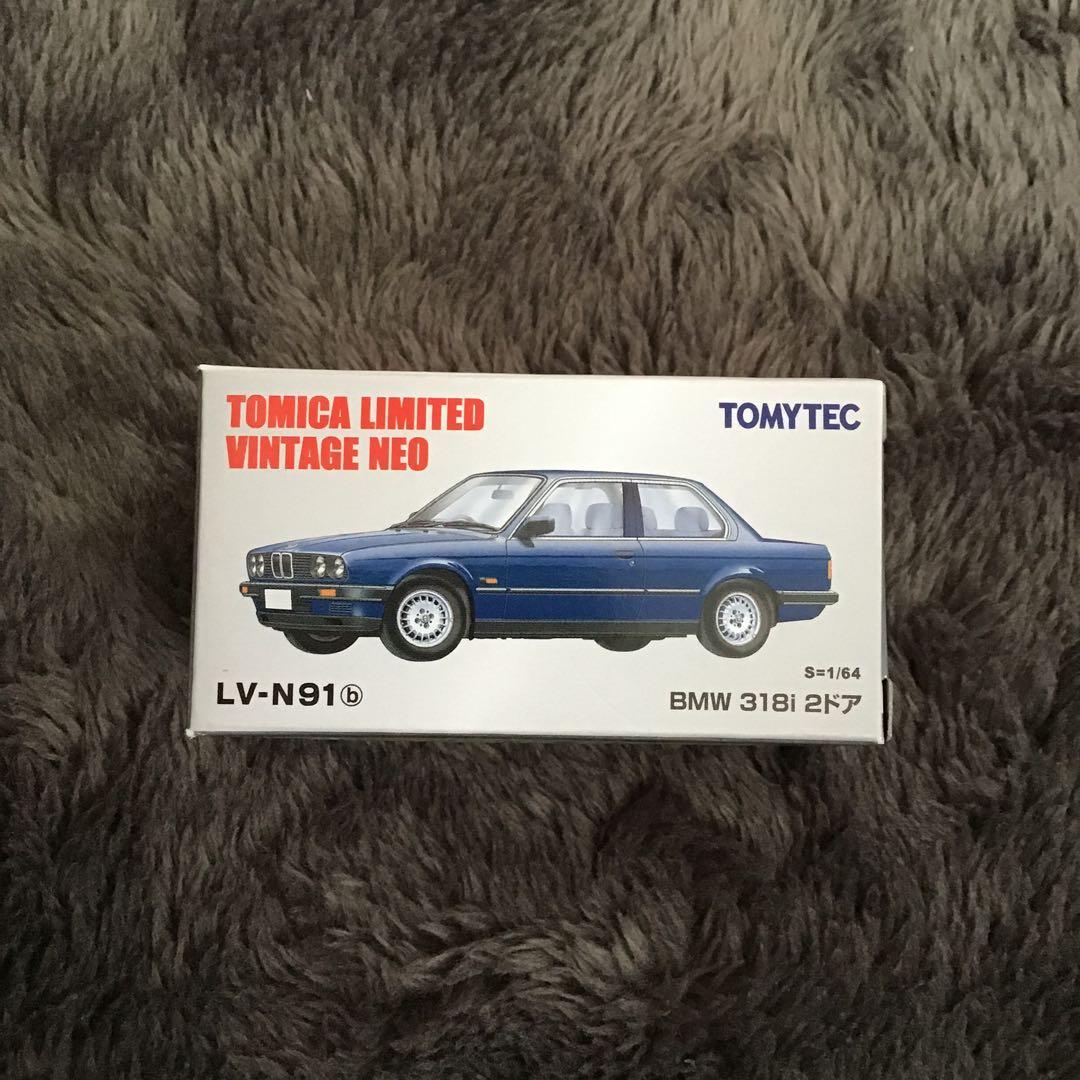 TOMICA LIMITED
VINTAGE NEO
TOMYTEC
S=1/64
LV-N91ⓑ
BMW 318i 2ドア